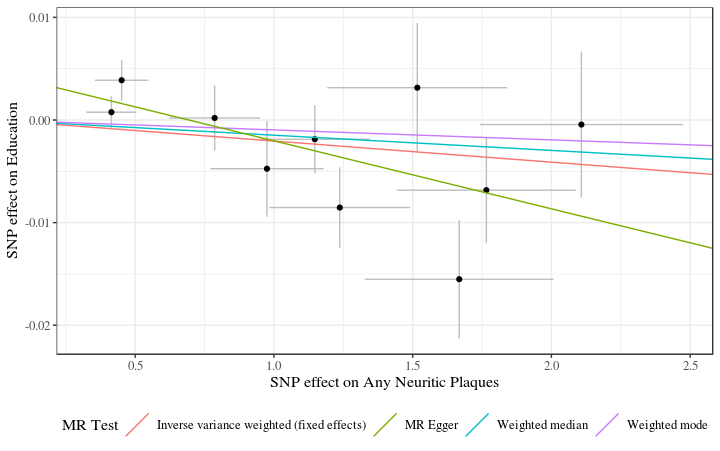 0.01
0.00
-0.01
-0.02
SNP effect on Education
0.5 1.0 1.5 2.0 2.5
SNP effect on Any Neuritic Plaques
MR Test Inverse variance weighted (fixed effects) MR Egger Weighted median Weighted mode